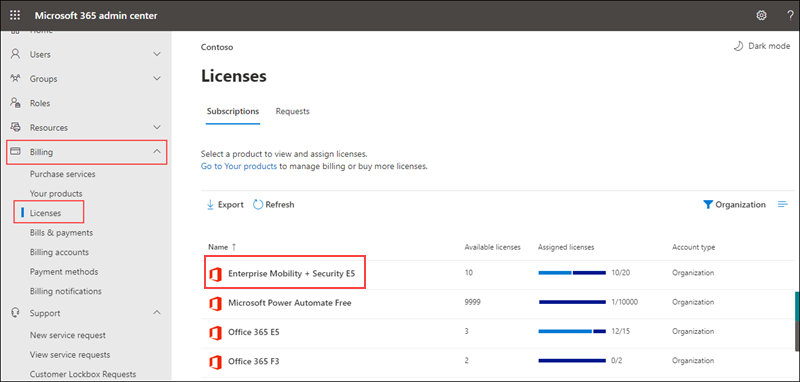 Microsoft 365 admin center
?
Home
Users
Groups
Roles
Resources
Billing
Purchase services
Your products
Licenses
Bills & payments
Billing accounts
Payment methods
Billing notifications
Support
New service request
View service requests
Customer Lockbox Requests
Contoso
Dark mode
Licenses
Subscriptions Requests
Select a product to view and assign licenses.
Go to Your products to manage billing or buy more licenses.
Export Refresh Organization
Name ↑ Available licenses Assigned licenses Account type
Enterprise Mobility + Security E5 10 10/20 Organization
Microsoft Power Automate Free 9999 1/10000 Organization
Office 365 E5 3 12/15 Organization
Office 365 F3 2 0/2 Organization